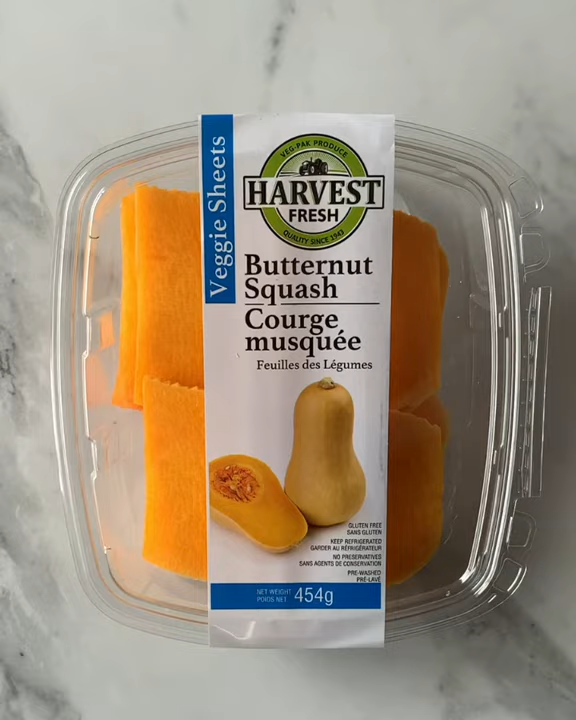 Veggie Sheets
VEG-PAK PRODUCE
HARVEST
FRESH
QUALITY SINCE 1943
Butternut
Squash
Courge
musquée
Feuilles des Légumes
GLUTEN FREE
SANS GLUTEN
KEEP REFRIGERATED
GARDER AU RÉFRIGÉRATEUR
NO PRESERVATIVES
SANS AGENTS DE CONSERVATION
PRE-WASHED
PRÉ-LAVÉ
NET WEIGHT
POIDS NET
454g